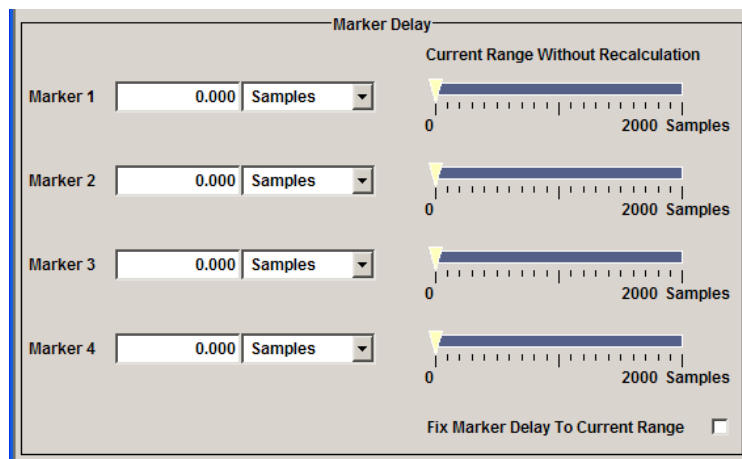 Marker Delay
Current Range Without Recalculation
Marker 1 0.000 Samples
0 2000 Samples
Marker 2 0.000 Samples
0 2000 Samples
Marker 3 0.000 Samples
0 2000 Samples
Marker 4 0.000 Samples
0 2000 Samples
Fix Marker Delay To Current Range